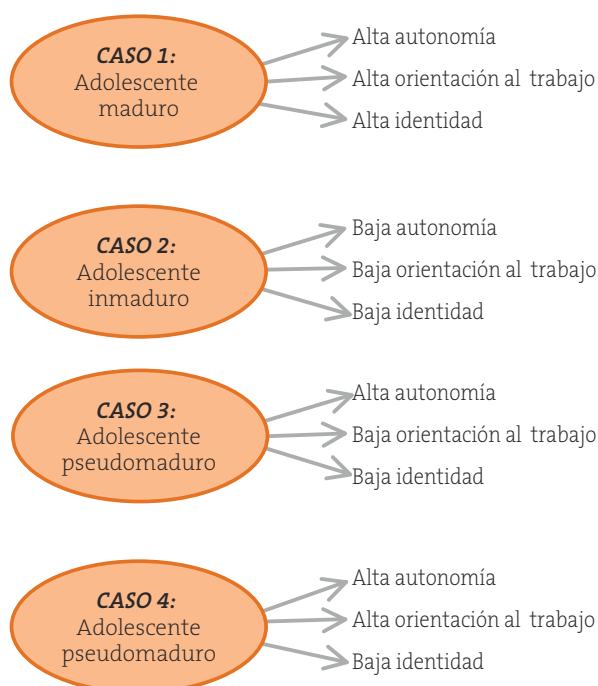 CASO 1:
Adolescente
maduro
Alta autonomía
Alta orientación al trabajo
Alta identidad
CASO 2:
Adolescente
inmaduro
Baja autonomía
Baja orientación al trabajo
Baja identidad
CASO 3:
Adolescente
pseudomaduro
Alta autonomía
Baja orientación al trabajo
Baja identidad
CASO 4:
Adolescente
pseudomaduro
Alta autonomía
Alta orientación al trabajo
Baja identidad